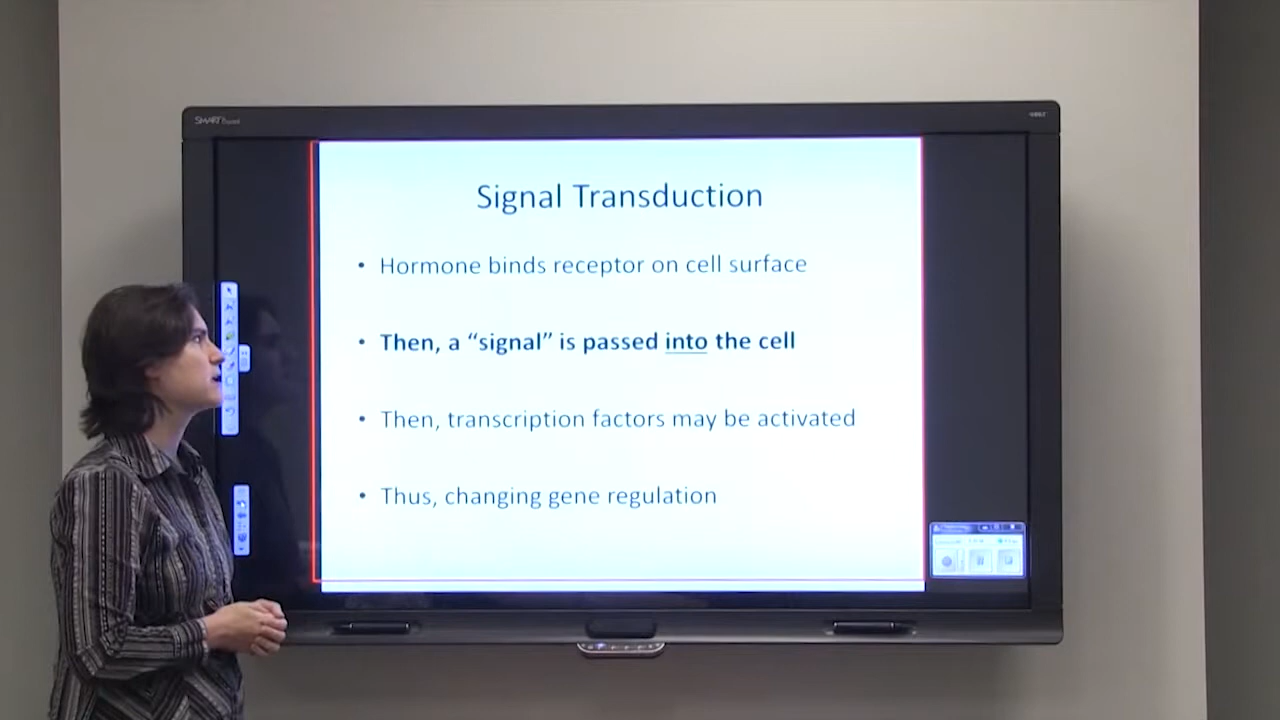 SMART
Signal Transduction
• Hormone binds receptor on cell surface
• Then, a “signal” is passed into the cell
• Then, transcription factors may be activated
• Thus, changing gene regulation